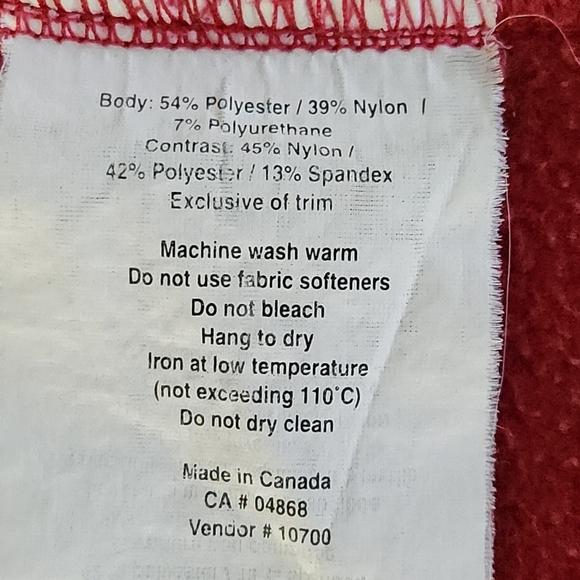 Body: 54% Polyester / 39% Nylon /
7% Polyurethane
Contrast: 45% Nylon /
42% Polyester / 13% Spandex
Exclusive of trim
Machine wash warm
Do not use fabric softeners
Do not bleach
Hang to dry
Iron at low temperature
(not exceeding 110°C)
Do not dry clean
Made in Canada
CA # 04868
Vendor # 10700